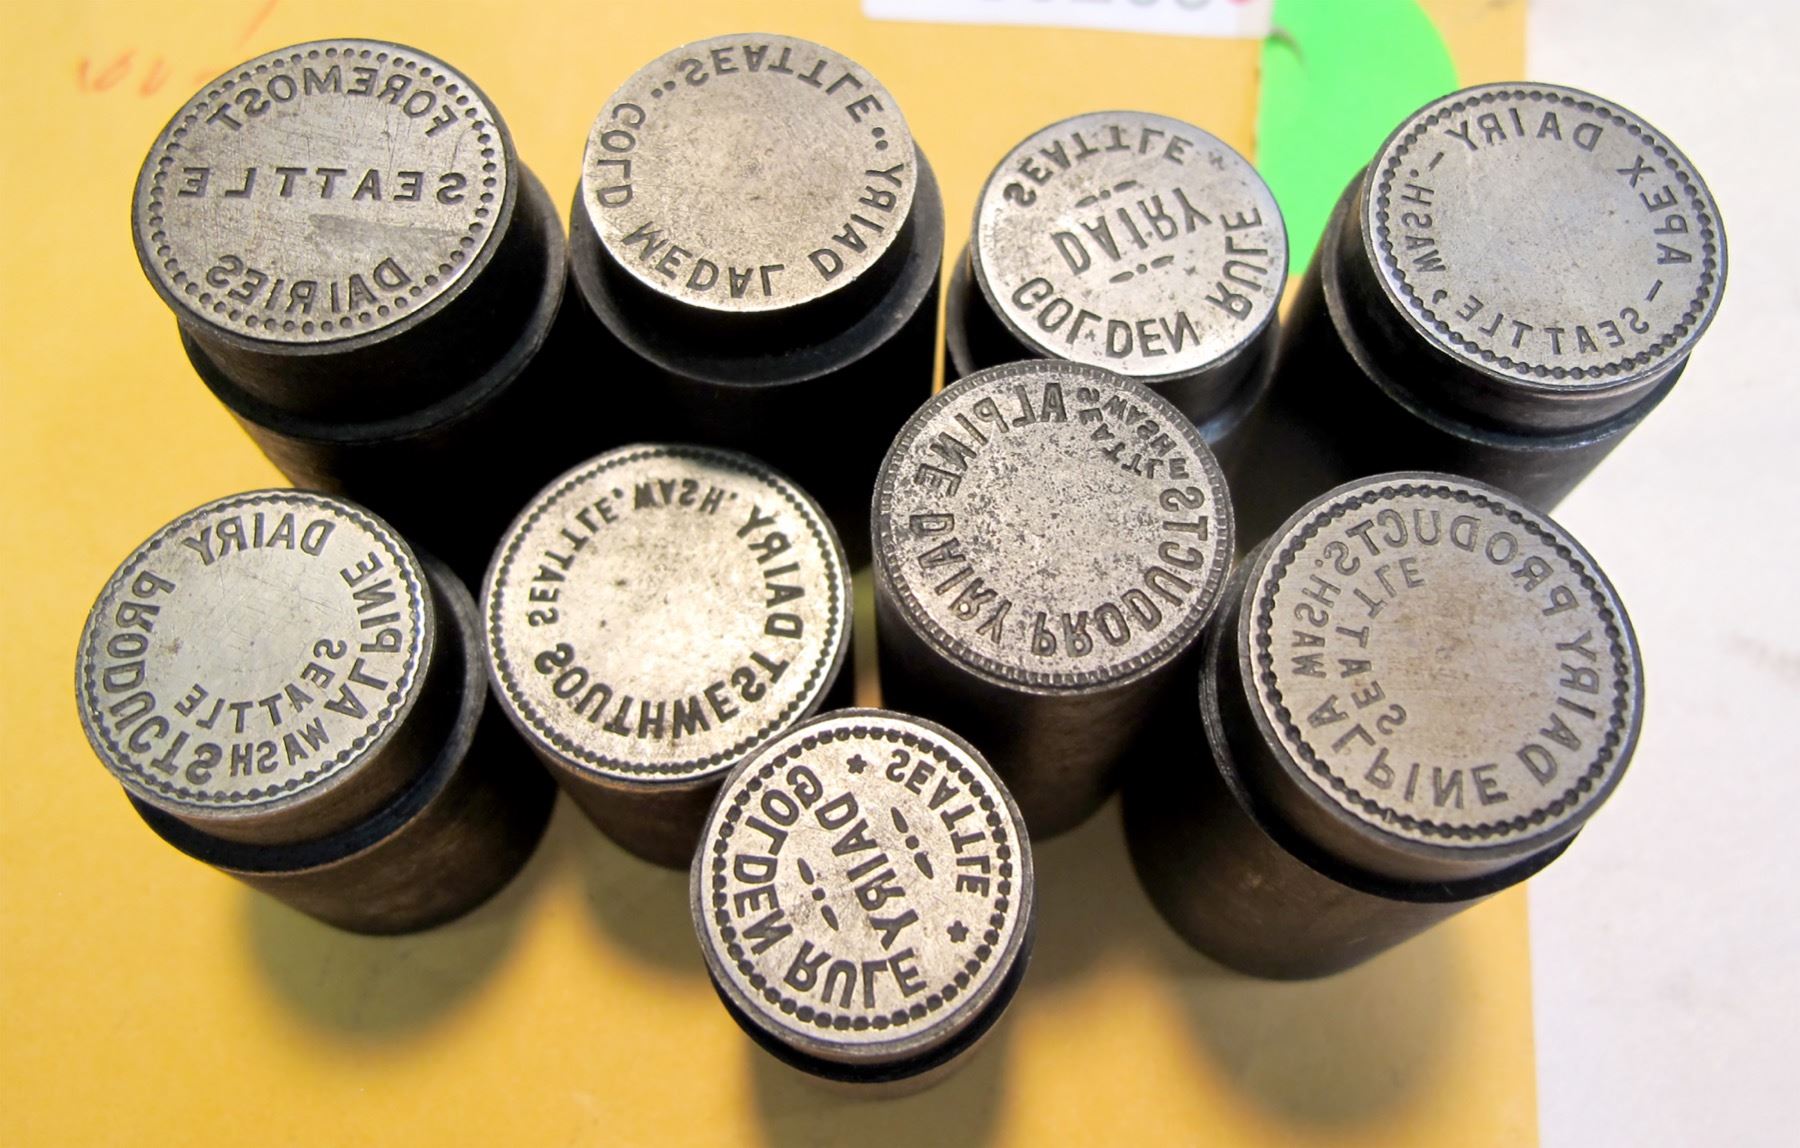 FOREMOST
SEATTLE
DAIRIES
··SEATTLE··
GOLD MEDAL DAIRY
SEATTLE *
DAIRY
GOLDEN RULE
APEX DAIRY
- SEATTLE, WASH. -
ALPINE DAIRY PRODUCTS
SEATTLE WASH
SEATTLE, WASH.
SOUTHWEST DAIRY
ALPINE DAIRY PRODUCTS
SEATTLE WASH.
ALPINE DAIRY PRODUCTS.
SEATTLE
WASH.
* SEATTLE *
DAIRY
GOLDEN RULE